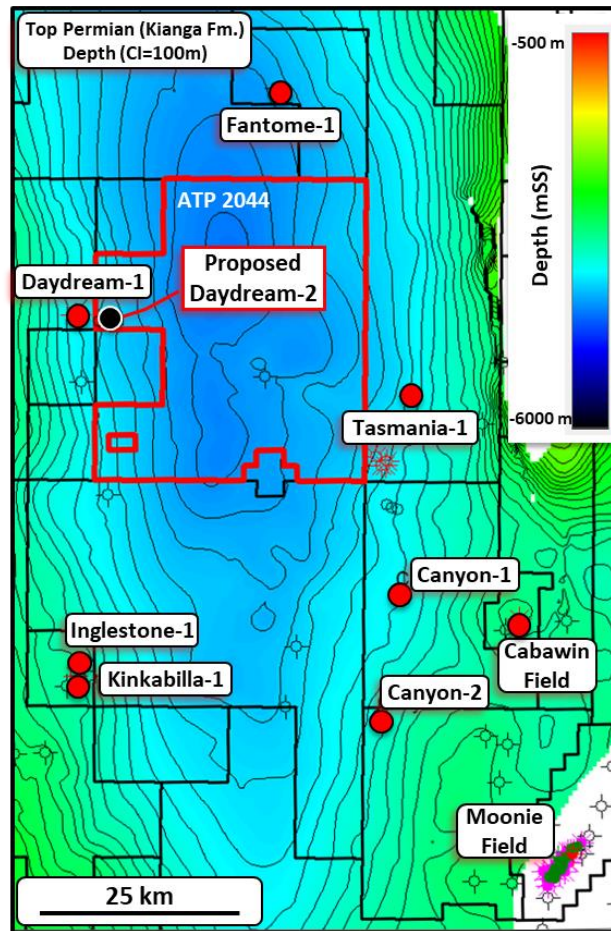 Top Permian (Kianga Fm.)
Depth (CI=100m)
-500 m
Fantome-1
ATP 2044
Depth (mSS)
Daydream-1
Proposed
Daydream-2
-6000 m
Tasmania-1
Canyon-1
Inglestone-1
Cabawin
Field
Kinkabilla-1
Canyon-2
Moonie
Field
25 km